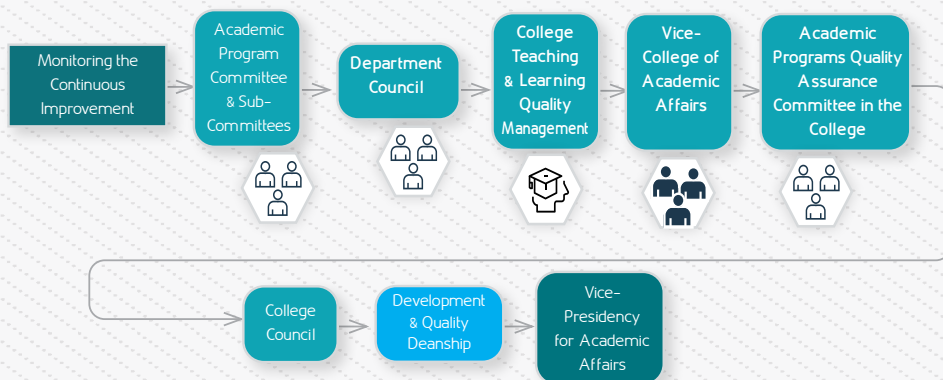 Monitoring the
Continuous
Improvement
Academic
Program
Committee
& Sub-
Committees
Department
Council
College
Teaching
& Learning
Quality
Management
Vice-
College of
Academic
Affairs
Academic
Programs Quality
Assurance
Committee in the
College
College
Council
Development
& Quality
Deanship
Vice-
Presidency
for Academic
Affairs